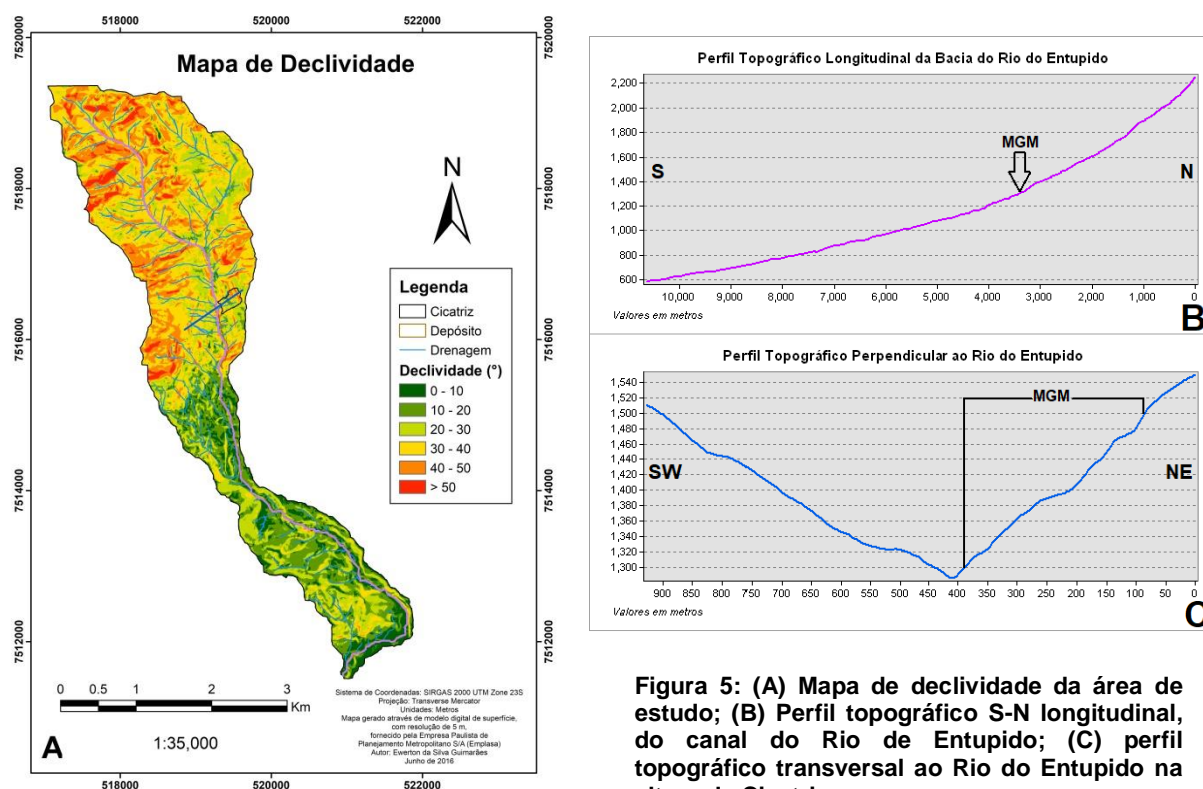 518000 520000 522000
7520000 7520000
7518000 7518000
7516000 7516000
7514000 7514000
7512000 7512000
Mapa de Declividade
N
Legenda
Cicatriz
Depósito
Drenagem
Declividade (°)
0 - 10
10 - 20
20 - 30
30 - 40
40 - 50
> 50
0 0.5 1 2 3
Km
1:35,000
A
Sistema de Coordenadas: SIRGAS 2000 UTM Zone 23S
Projeção: Transverse Mercator
Unidades: Metros
Mapa gerado através de modelo digital de superfície,
com resolução de 5 m,
fornecido pela Empresa Paulista de
Planejamento Metropolitano S/A (Emplasa)
Autor: Ewerton da Silva Guimarães
Junho de 2016
518000 520000 522000
Perfil Topográfico Longitudinal da Bacia do Rio do Entupido
2,200
2,000
1,800
1,600
1,400
1,200
1,000
800
600
MGM
S N
10,000 9,000 8,000 7,000 6,000 5,000 4,000 3,000 2,000 1,000 0
Valores em metros
B
Perfil Topográfico Perpendicular ao Rio do Entupido
1,540
1,520
1,500
1,480
1,460
1,440
1,420
1,400
1,380
1,360
1,340
1,320
1,300
MGM
SW NE
900 850 800 750 700 650 600 550 500 450 400 350 300 250 200 150 100 50 0
Valores em metros
C
Figura 5: (A) Mapa de declividade da área de
estudo; (B) Perfil topográfico S-N longitudinal,
do canal do Rio de Entupido; (C) perfil
topográfico transversal ao Rio do Entupido na